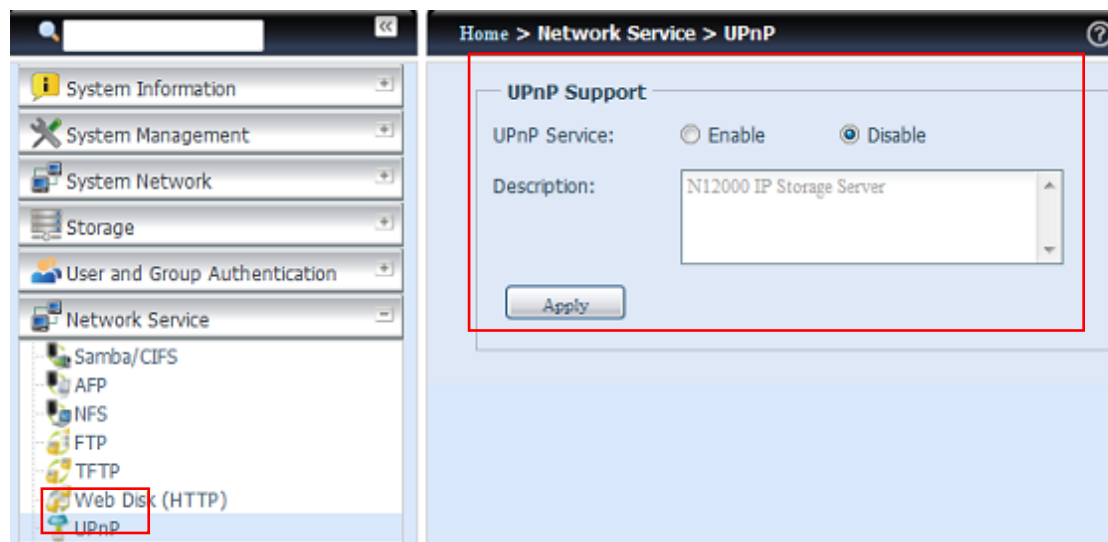 Home > Network Service > UPnP
System Information
System Management
System Network
Storage
User and Group Authentication
Network Service
Samba/CIFS
AFP
NFS
FTP
TFTP
Web Disk (HTTP)
UPnP
UPnP Support
UPnP Service: Enable Disable
Description: N12000 IP Storage Server
Apply